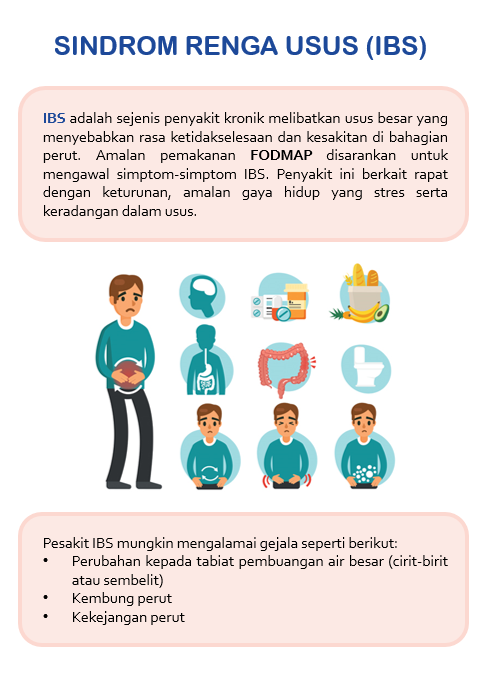 SINDROM RENGA USUS (IBS)
IBS adalah sejenis penyakit kronik melibatkan usus besar yang
menyebabkan rasa ketidakselesaan dan kesakitan di bahagian
perut. Amalan pemakanan FODMAP disarankan untuk
mengawal simptom-simptom IBS. Penyakit ini berkait rapat
dengan keturunan, amalan gaya hidup yang stres serta
keradangan dalam usus.
Pesakit IBS mungkin mengalamai gejala seperti berikut:
• Perubahan kepada tabiat pembuangan air besar (cirit-birit
atau sembelit)
• Kembung perut
• Kekejangan perut